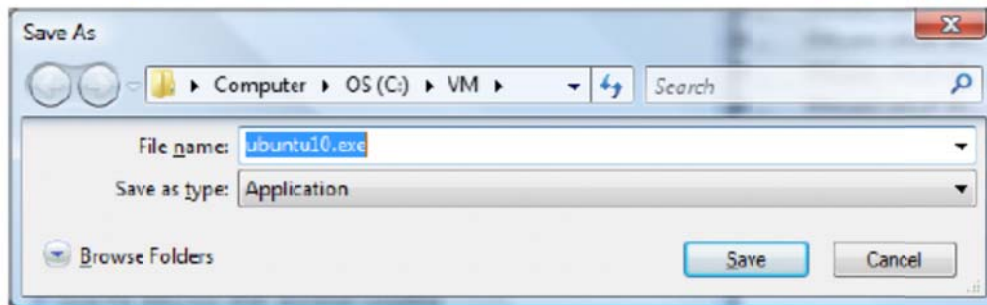 Save As
Computer OS (C:) VM Search
File name: ubuntu10.exe
Save as type: Application
Browse Folders Save Cancel